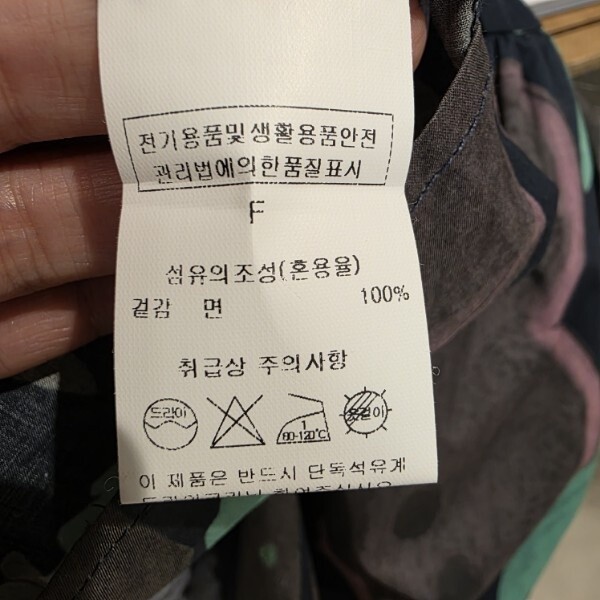 전기용품및생활용품안전
관리법에의한품질표시
F
섬유의조성(혼용율)
겉감 면 100%
취급상 주의사항
드라이
1
80-120℃
옷걸이
이 제품은 반드시 단독석유계